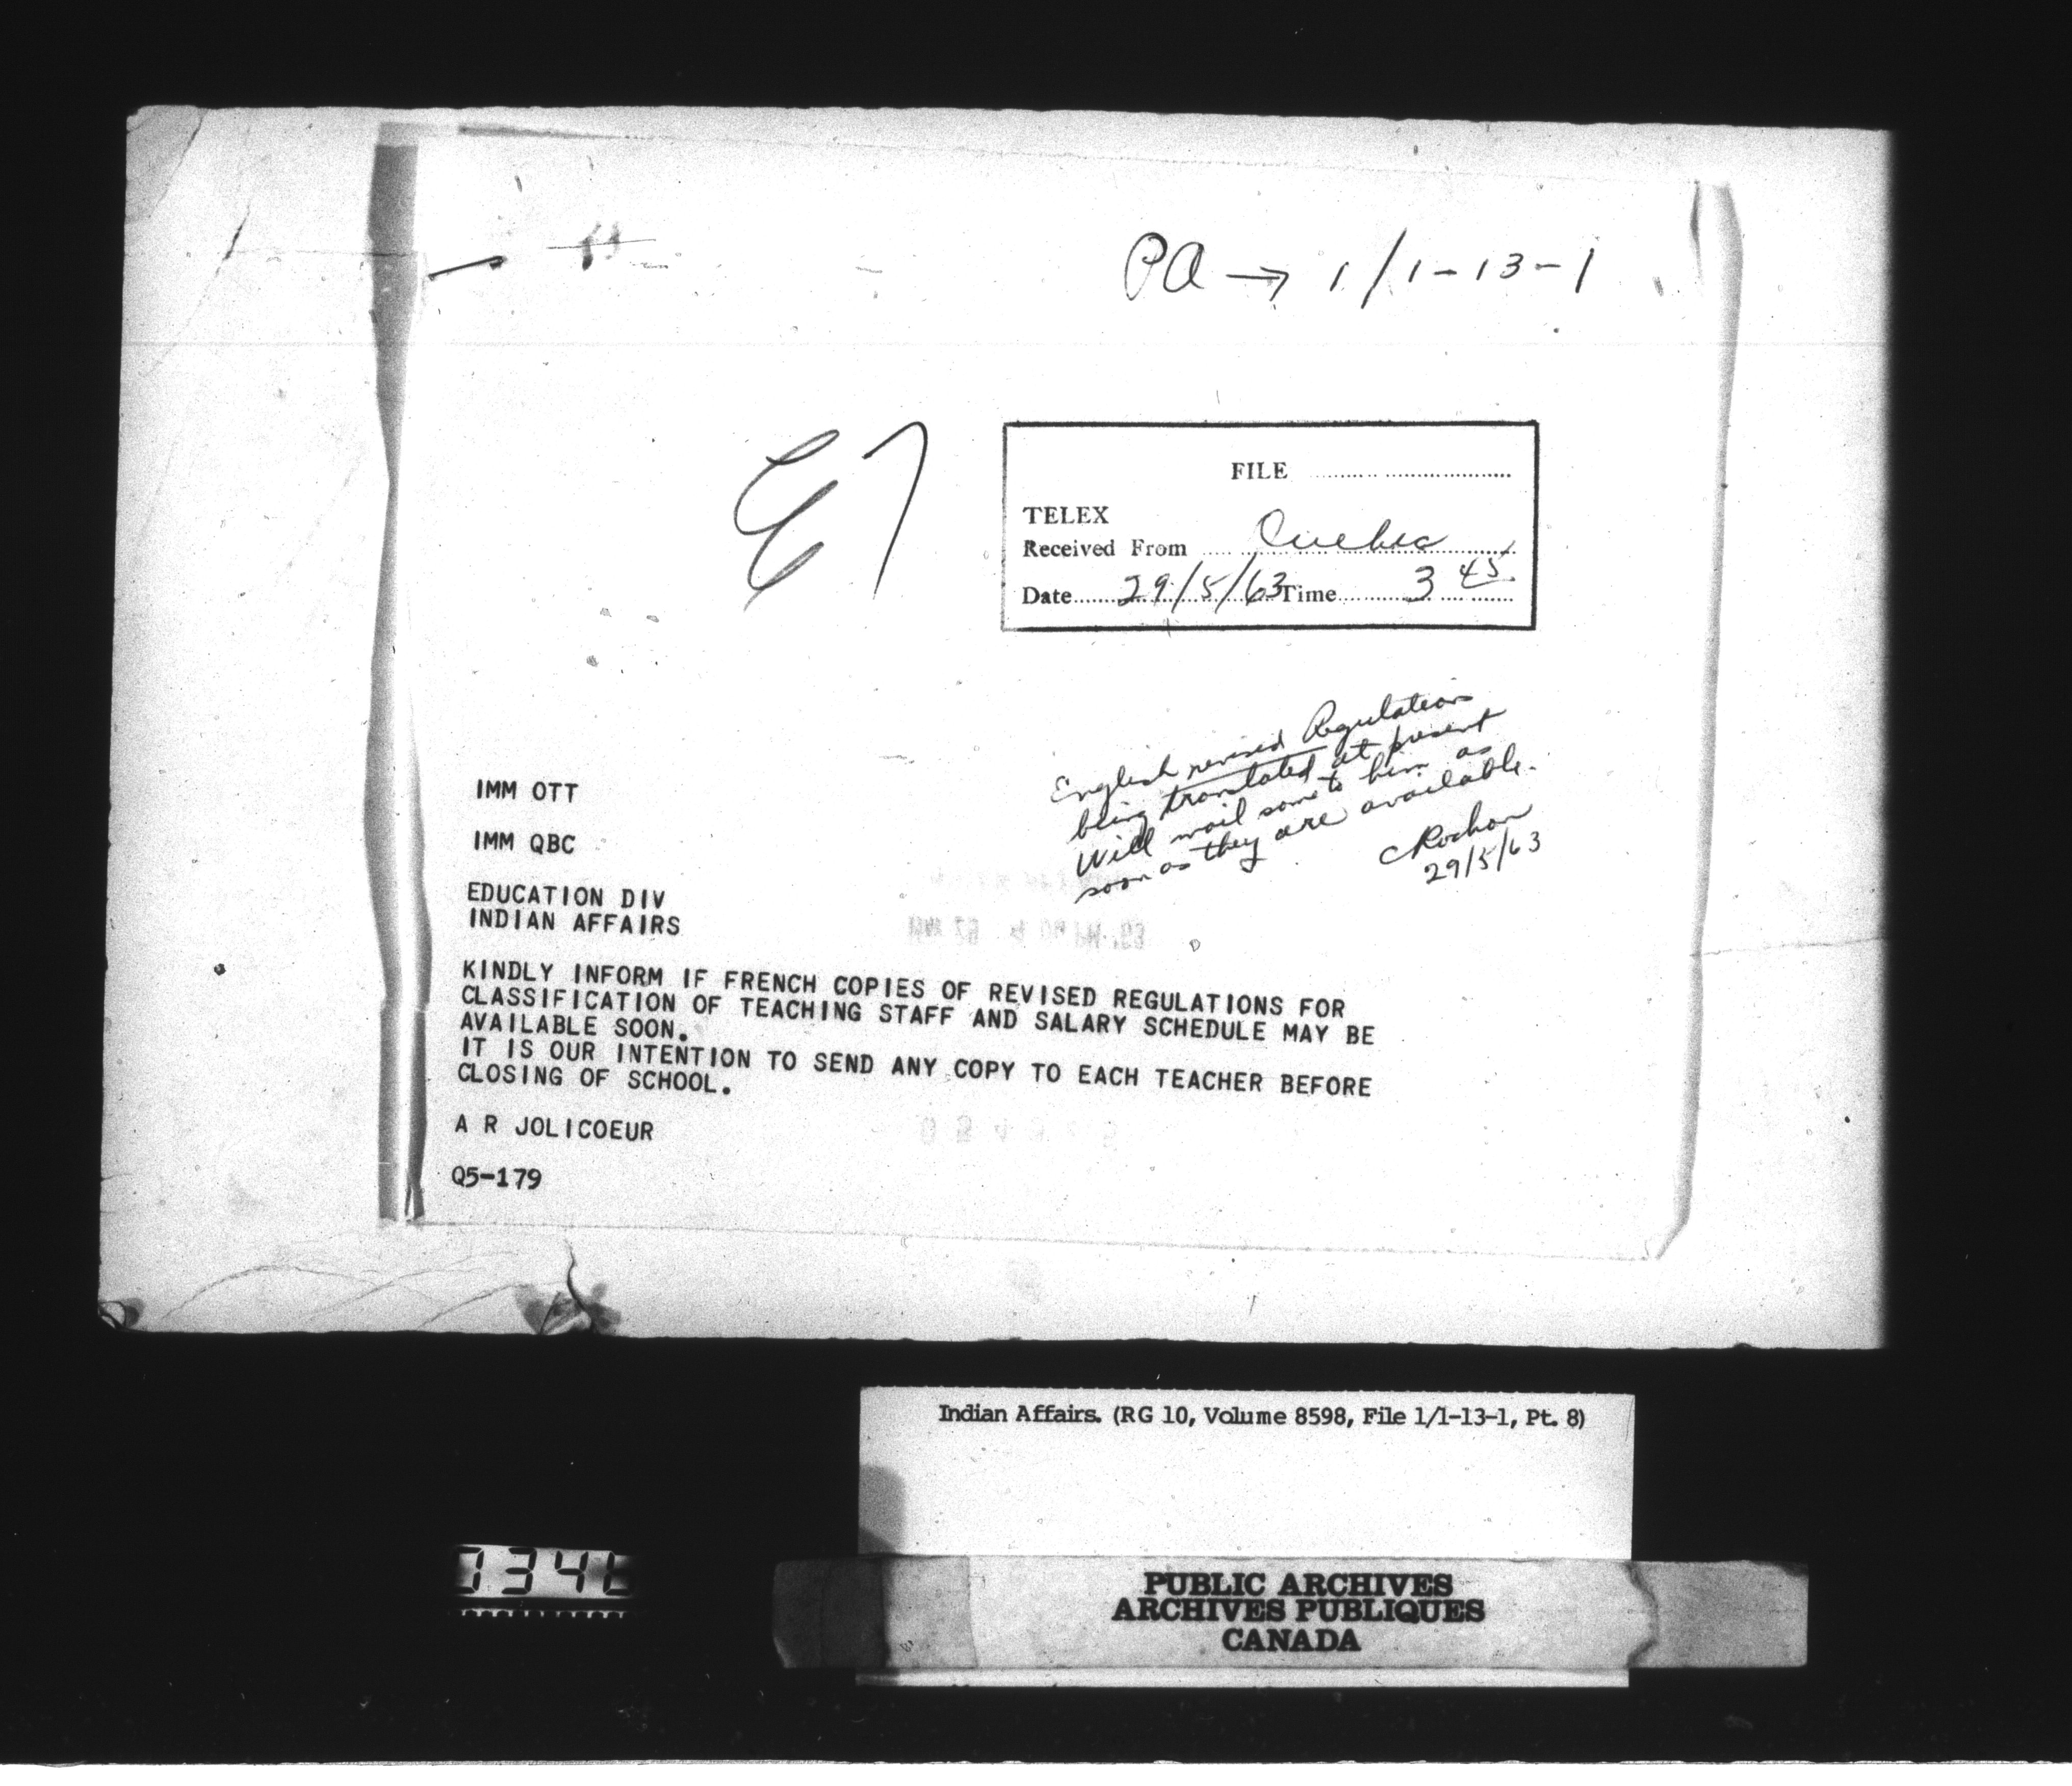 PA → 1/1-13-1
E7
FILE
TELEX
Received From Quebec
Date 29/5/63 Time 3 45
English revised Regulations
being translated at present
Will mail some to him as
soon as they are available.
CRochon
29/5/63
IMM OTT
IMM QBC
EDUCATION DIV
INDIAN AFFAIRS
KINDLY INFORM IF FRENCH COPIES OF REVISED REGULATIONS FOR
CLASSIFICATION OF TEACHING STAFF AND SALARY SCHEDULE MAY BE
AVAILABLE SOON.
IT IS OUR INTENTION TO SEND ANY COPY TO EACH TEACHER BEFORE
CLOSING OF SCHOOL.
A R JOLICOEUR
Q5-179
Indian Affairs. (RG 10, Volume 8598, File 1/1-13-1, Pt. 8)
PUBLIC ARCHIVES
ARCHIVES PUBLIQUES
CANADA